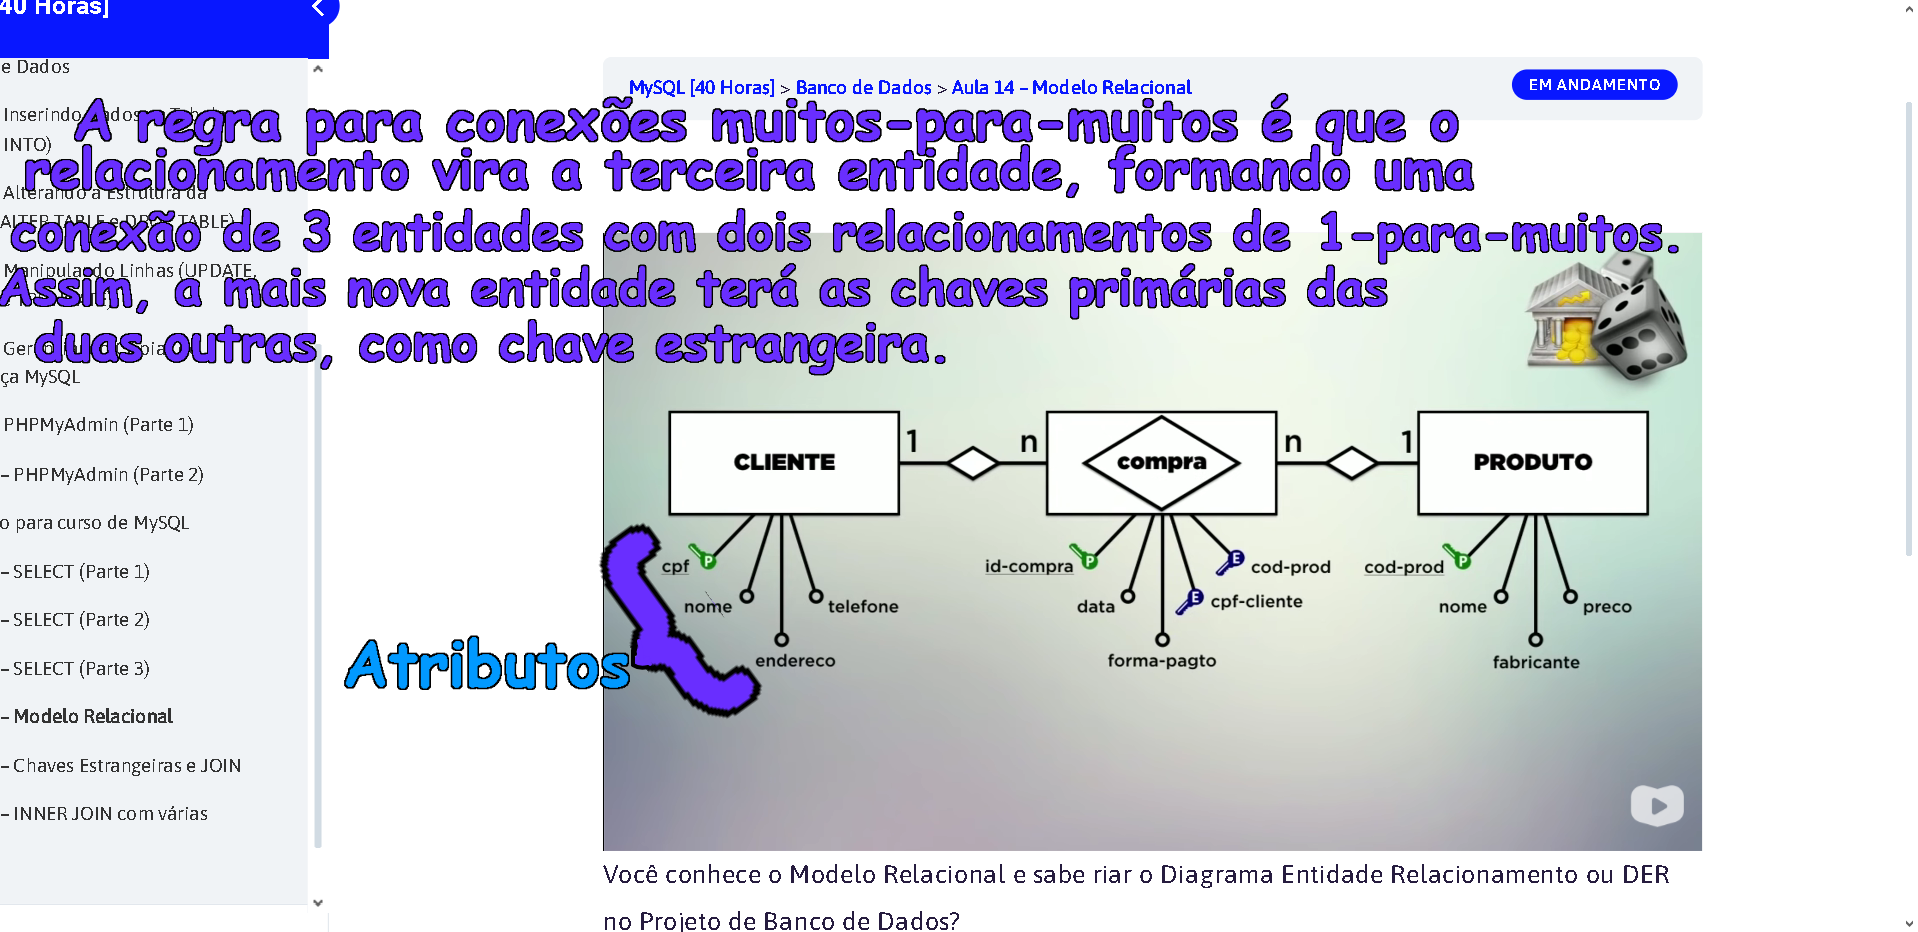 40 Horas]
MySQL [40 Horas] > Banco de Dados > Aula 14 – Modelo Relacional
EM ANDAMENTO
A regra para conexões muitos-para-muitos é que o
relacionamento vira a terceira entidade, formando uma
conexão de 3 entidades com dois relacionamentos de 1-para-muitos.
Assim, a mais nova entidade terá as chaves primárias das
duas outras, como chave estrangeira.
e Dados
Inserindo
INTO)
Alterando a Estrutura da
ALTER TABLE e TABLE)
Manipulando Linhas (UPDATE,
ça MySQL
PHPMyAdmin (Parte 1)
– PHPMyAdmin (Parte 2)
o para curso de MySQL
– SELECT (Parte 1)
– SELECT (Parte 2)
– SELECT (Parte 3)
– Modelo Relacional
– Chaves Estrangeiras e JOIN
– INNER JOIN com várias
CLIENTE
1
n
compra
n
1
PRODUTO
cpf
P
nome
telefone
endereco
id-compra
P
data
forma-pagto
E
cpf-cliente
E
cod-prod
cod-prod
P
nome
preco
fabricante
Atributos
Você conhece o Modelo Relacional e sabe riar o Diagrama Entidade Relacionamento ou DER
no Projeto de Banco de Dados?